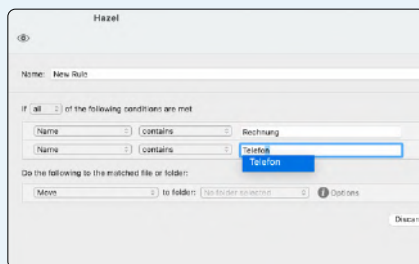 Hazel
Name: New Rule
If all of the following conditions are met
Name contains Rechnung
Name contains Telefon
Telefon
Do the following to the matched file or folder:
Move to folder: No folder selected Options
Discar